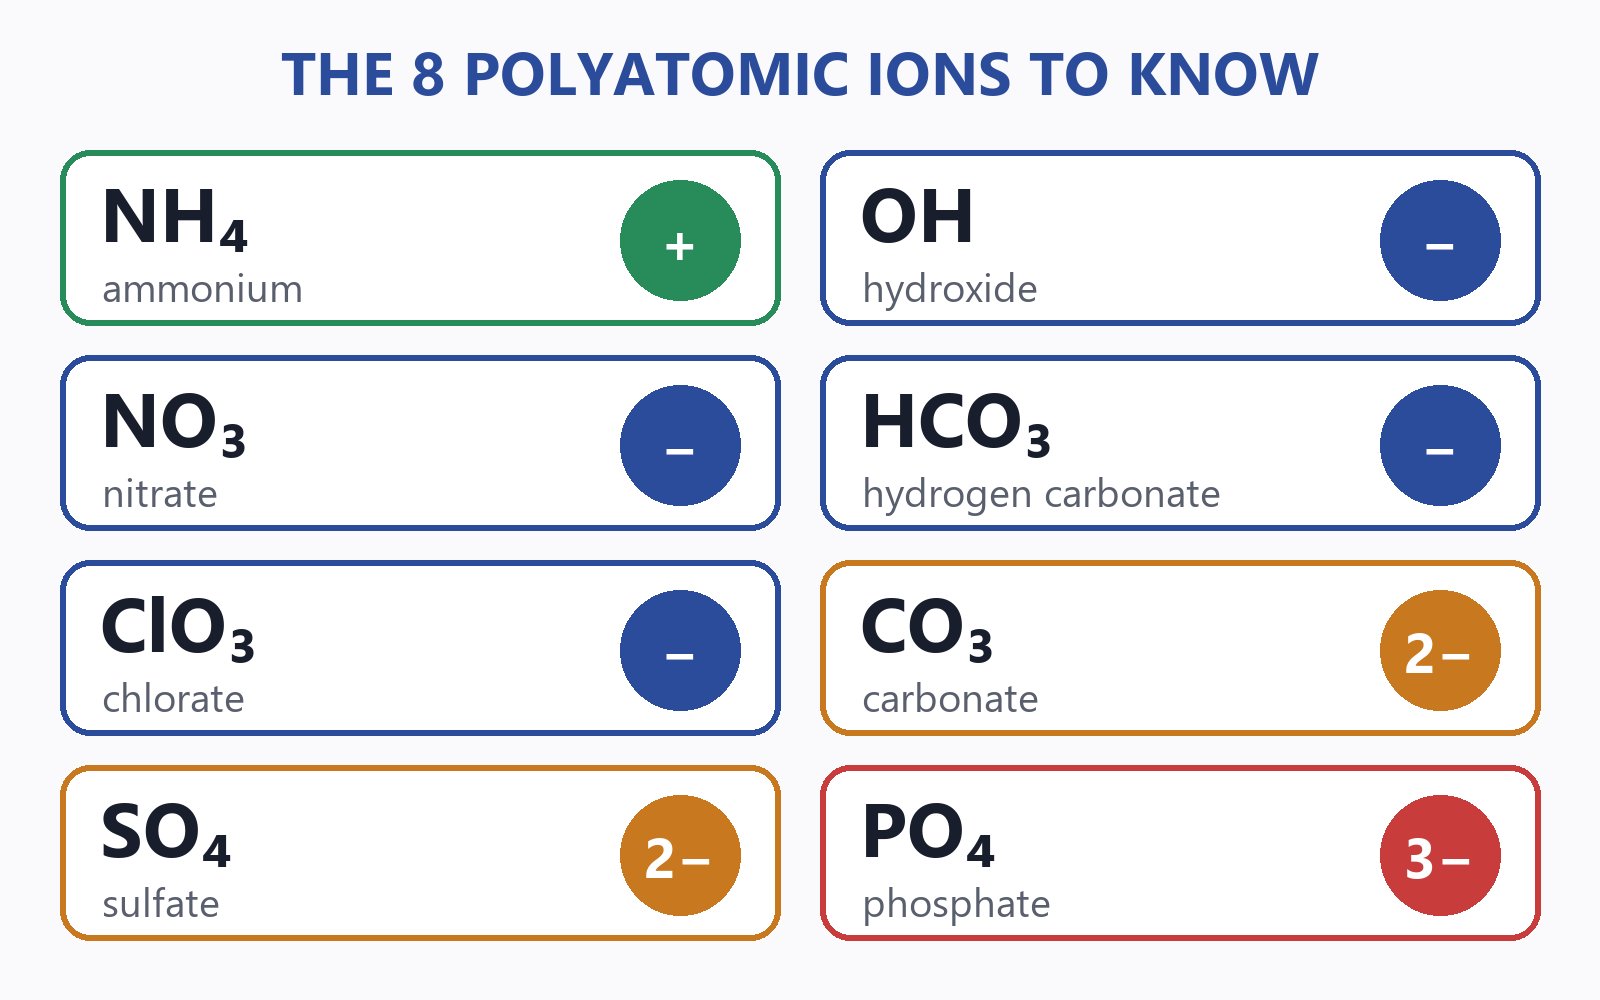 THE 8 POLYATOMIC IONS TO KNOW
NH₄
+
ammonium
OH
–
hydroxide
NO₃
–
nitrate
HCO₃
–
hydrogen carbonate
ClO₃
–
chlorate
CO₃
2–
carbonate
SO₄
2–
sulfate
PO₄
3–
phosphate